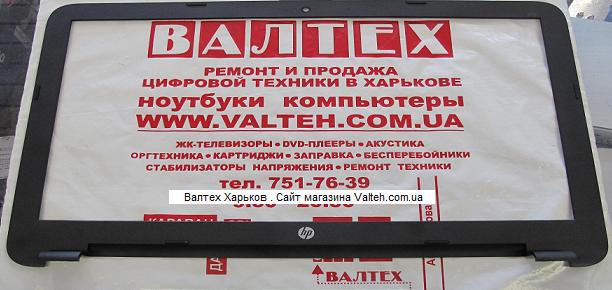 ВАЛТЕХ
РЕМОНТ И ПРОДАЖА
ЦИФРОВОЙ ТЕХНИКИ В ХАРЬКОВЕ
ноутбуки компьютеры
WWW.VALTEH.COM.UA
ЖК-ТЕЛЕВИЗОРЫ • DVD-ПЛЕЕРЫ • АКУСТИКА
ОРГТЕХНИКА • КАРТРИДЖИ • ЗАПРАВКА • БЕСПЕРЕБОЙНИКИ
СТАБИЛИЗАТОРЫ НАПРЯЖЕНИЯ • РЕМОНТ ТЕХНИКИ
тел. 751-76-39
Валтех Харьков . Сайт магазина Valteh.com.ua
КАРАВАН
hp
ВАЛТЕХ